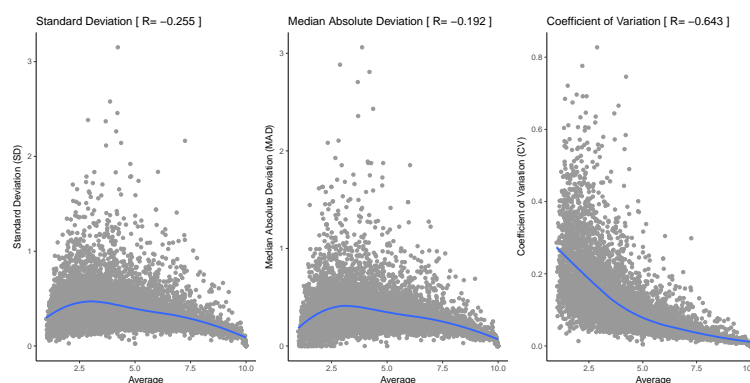 Standard Deviation [ R= −0.255 ]
Standard Deviation (SD)
3
2
1
0
2.5 5.0 7.5 10.0
Average
Median Absolute Deviation [ R= −0.192 ]
Median Absolute Deviation (MAD)
3
2
1
0
2.5 5.0 7.5 10.0
Average
Coefficient of Variation [ R= −0.643 ]
Coefficient of Variation (CV)
0.8
0.6
0.4
0.2
0.0
2.5 5.0 7.5
Average